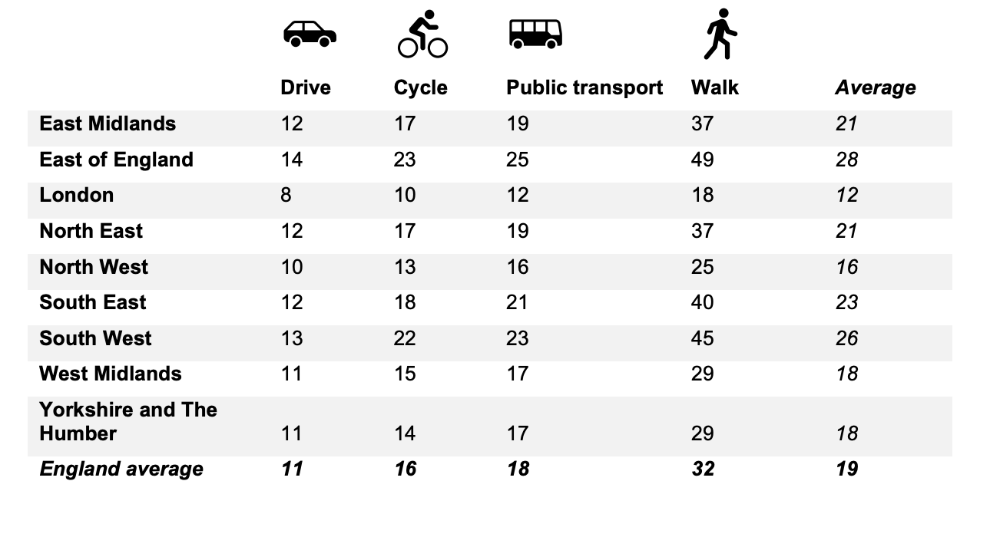 Drive Cycle Public transport Walk Average
East Midlands 12 17 19 37 21
East of England 14 23 25 49 28
London 8 10 12 18 12
North East 12 17 19 37 21
North West 10 13 16 25 16
South East 12 18 21 40 23
South West 13 22 23 45 26
West Midlands 11 15 17 29 18
Yorkshire and The
Humber 11 14 17 29 18
England average 11 16 18 32 19